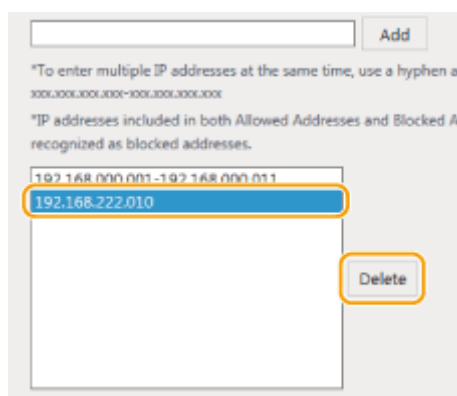 Add
*To enter multiple IP addresses at the same time, use a hyphen a
xxx.xxx.xxx.xxx-xxx.xxx.xxx.xxx
*IP addresses included in both Allowed Addresses and Blocked A
recognized as blocked addresses.
192.168.000.001-192.168.000.011
192.168.222.010
Delete